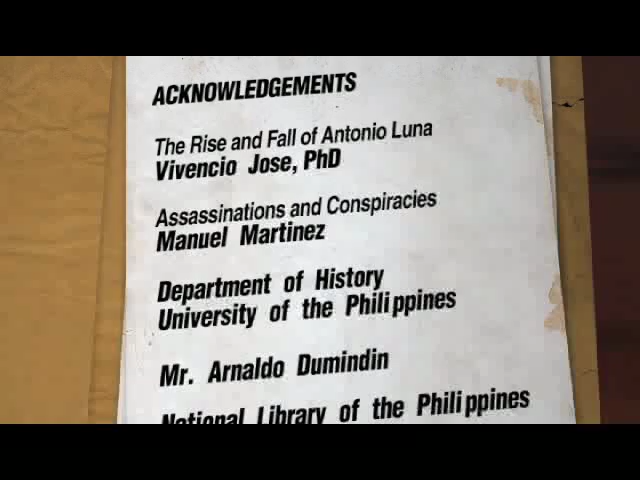 ACKNOWLEDGEMENTS
The Rise and Fall of Antonio Luna
Vivencio Jose, PhD
Assassinations and Conspiracies
Manuel Martinez
Department of History
University of the Philippines
Mr. Arnaldo Dumindin
National Library of the Philippines